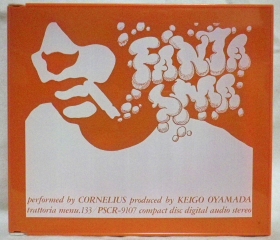 FANTA
SMA
performed by CORNELIUS produced by KEIGO OYAMADA
trattoria menu.133 PSCR-9107 compact disc digital audio stereo